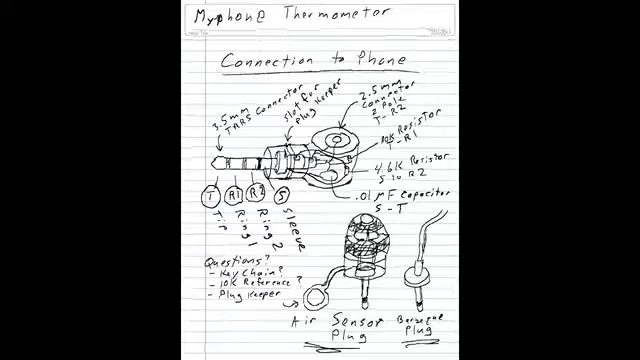 Myphone Thermometer
Connection to Phone
3.5mm
TRRS Connector
Slot for
Plug Keeper
2.5mm
Connector
2 Pole
T-R2
10K Resistor
T-R1
4.6K Resistor
S to R2
.01 µF Capacitor
S-T
T R1 R2 S
Tip
Ring 1
Ring 2
Sleeve
Questions?
- Key Chain?
- 10K Reference?
- Plug Keeper
Air Sensor
Plug
Barbeque
Plug